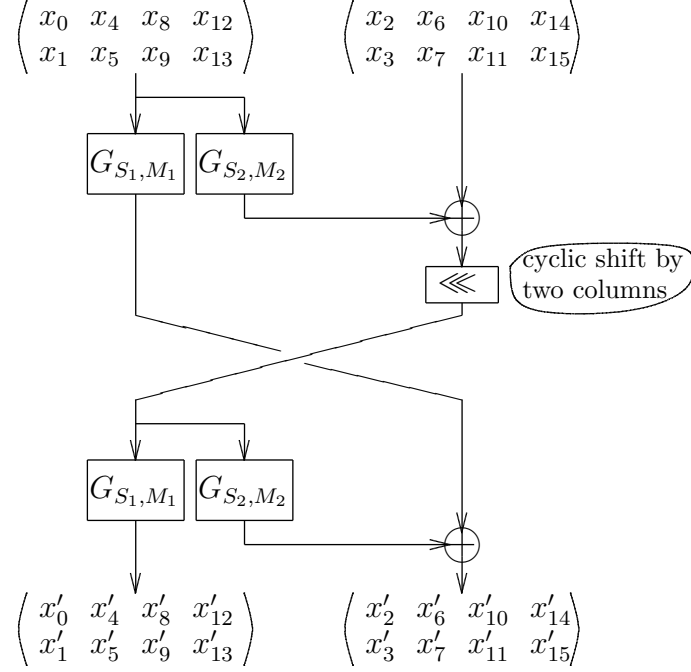 x₀ x₄ x₈ x₁₂ x₂ x₆ x₁₀ x₁₄
x₁ x₅ x₉ x₁₃ x₃ x₇ x₁₁ x₁₅
G_{S₁,M₁} G_{S₂,M₂}
⋘ cyclic shift by
two columns
G_{S₁,M₁} G_{S₂,M₂}
x′₀ x′₄ x′₈ x′₁₂ x′₂ x′₆ x′₁₀ x′₁₄
x′₁ x′₅ x′₉ x′₁₃ x′₃ x′₇ x′₁₁ x′₁₅